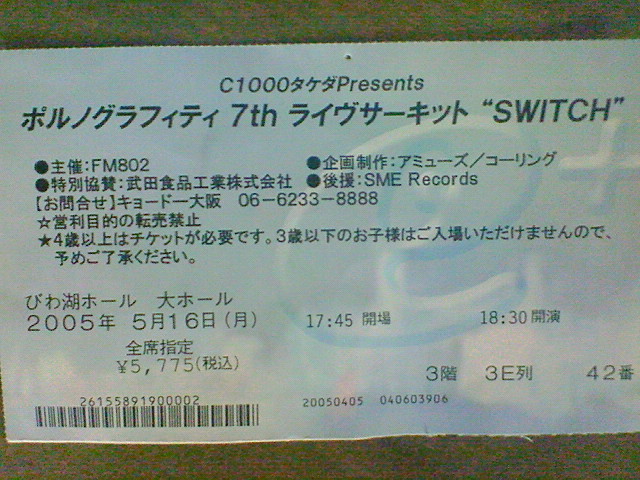 C1000タケダPresents
ポルノグラフィティ 7th ライヴサーキット “SWITCH”
●主催:FM802 ●企画制作:アミューズ/コーリング
●特別協賛:武田食品工業株式会社 ●後援:SME Records
【お問合せ】キョードー大阪 06-6233-8888
☆営利目的の転売禁止
★4歳以上はチケットが必要です。3歳以下のお子様はご入場いただけませんので、
予めご了承ください。
びわ湖ホール 大ホール
2005年 5月16日(月) 17:45 開場 18:30 開演
全席指定
¥5,775(税込)
3階 3E列 42番
26155891900002
20050405 040603906
e+